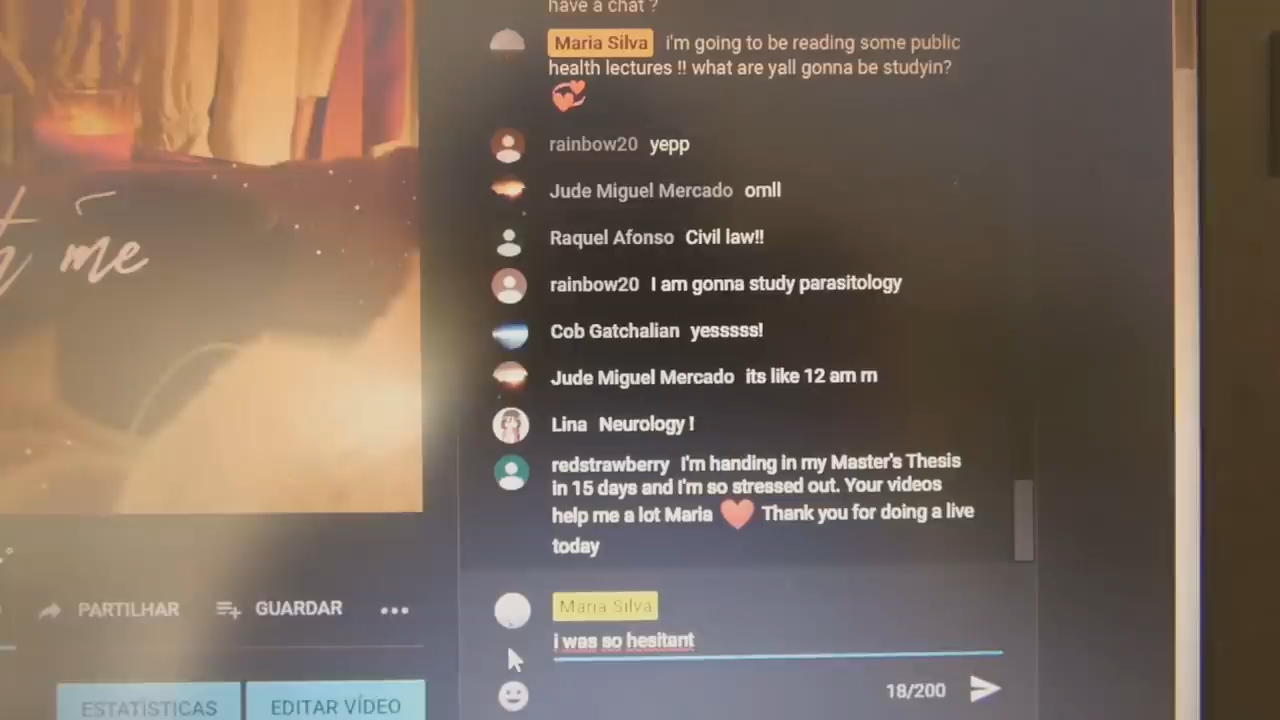 have a chat ?
Maria Silva i'm going to be reading some public
health lectures !! what are yall gonna be studyin?
💞
rainbow20 yepp
Jude Miguel Mercado omll
Raquel Afonso Civil law!!
rainbow20 I am gonna study parasitology
Cob Gatchalian yesssss!
Jude Miguel Mercado its like 12 am rn
Lina Neurology !
redstrawberry I'm handing in my Master's Thesis
in 15 days and I'm so stressed out. Your videos
help me a lot Maria ❤️ Thank you for doing a live
today
Maria Silva
i was so hesitant
18/200
me
PARTILHAR GUARDAR
ESTATÍSTICAS EDITAR VÍDEO